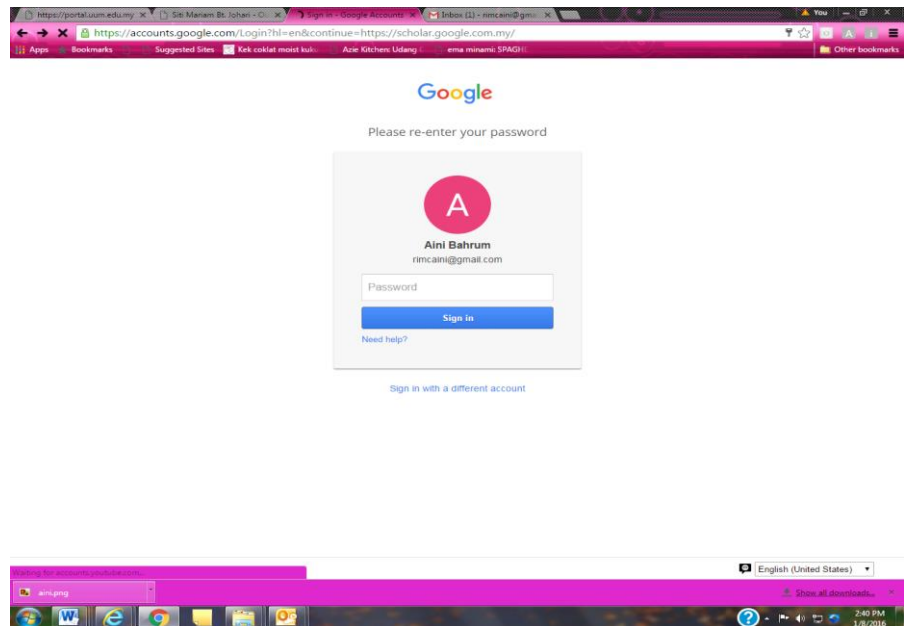 https://portal.uum.edu.my
Siti Mariam Bt. Johari - O
Sign in - Google Accounts
Inbox (1) - rimcaini@gma
You
https://accounts.google.com/Login?hl=en&continue=https://scholar.google.com.my/
Apps
Bookmarks
Suggested Sites
Kek coklat moist kuku
Azie Kitchen: Udang
ema minami: SPAGH
Other bookmarks
Google
Please re-enter your password
A
Aini Bahrum
rimcaini@gmail.com
Password
Sign in
Need help?
Sign in with a different account
Waiting for accounts.youtube.com...
English (United States)
aini.png
Show all downloads...
2:40 PM
1/8/2016